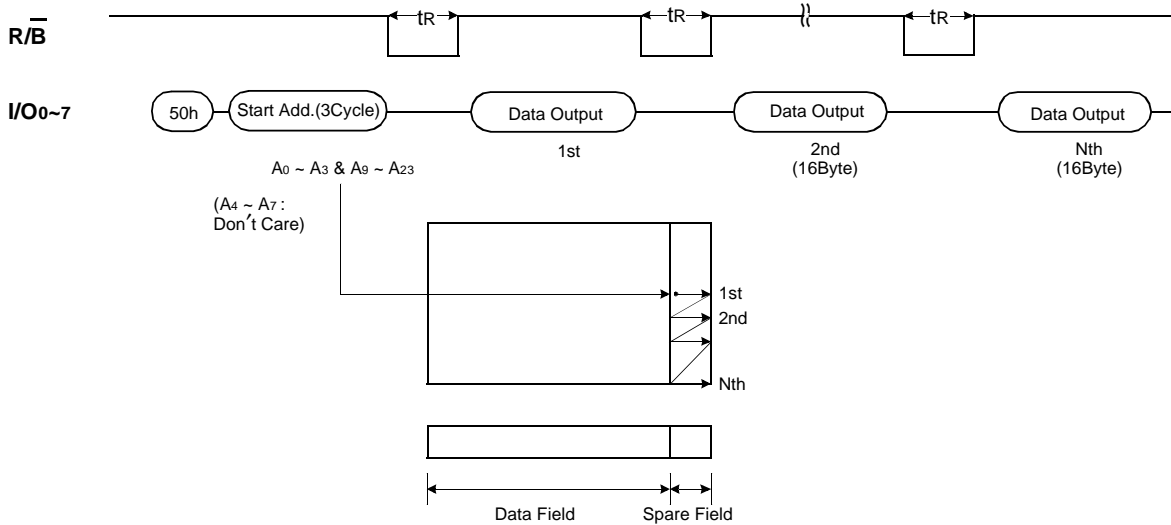 tR tR tR
R/B
I/O0~7
50h Start Add.(3Cycle) Data Output Data Output Data Output
1st 2nd Nth
(16Byte) (16Byte)
A0 ~ A3 & A9 ~ A23
(A4 ~ A7 :
Don't Care)
1st
2nd
Nth
Data Field Spare Field